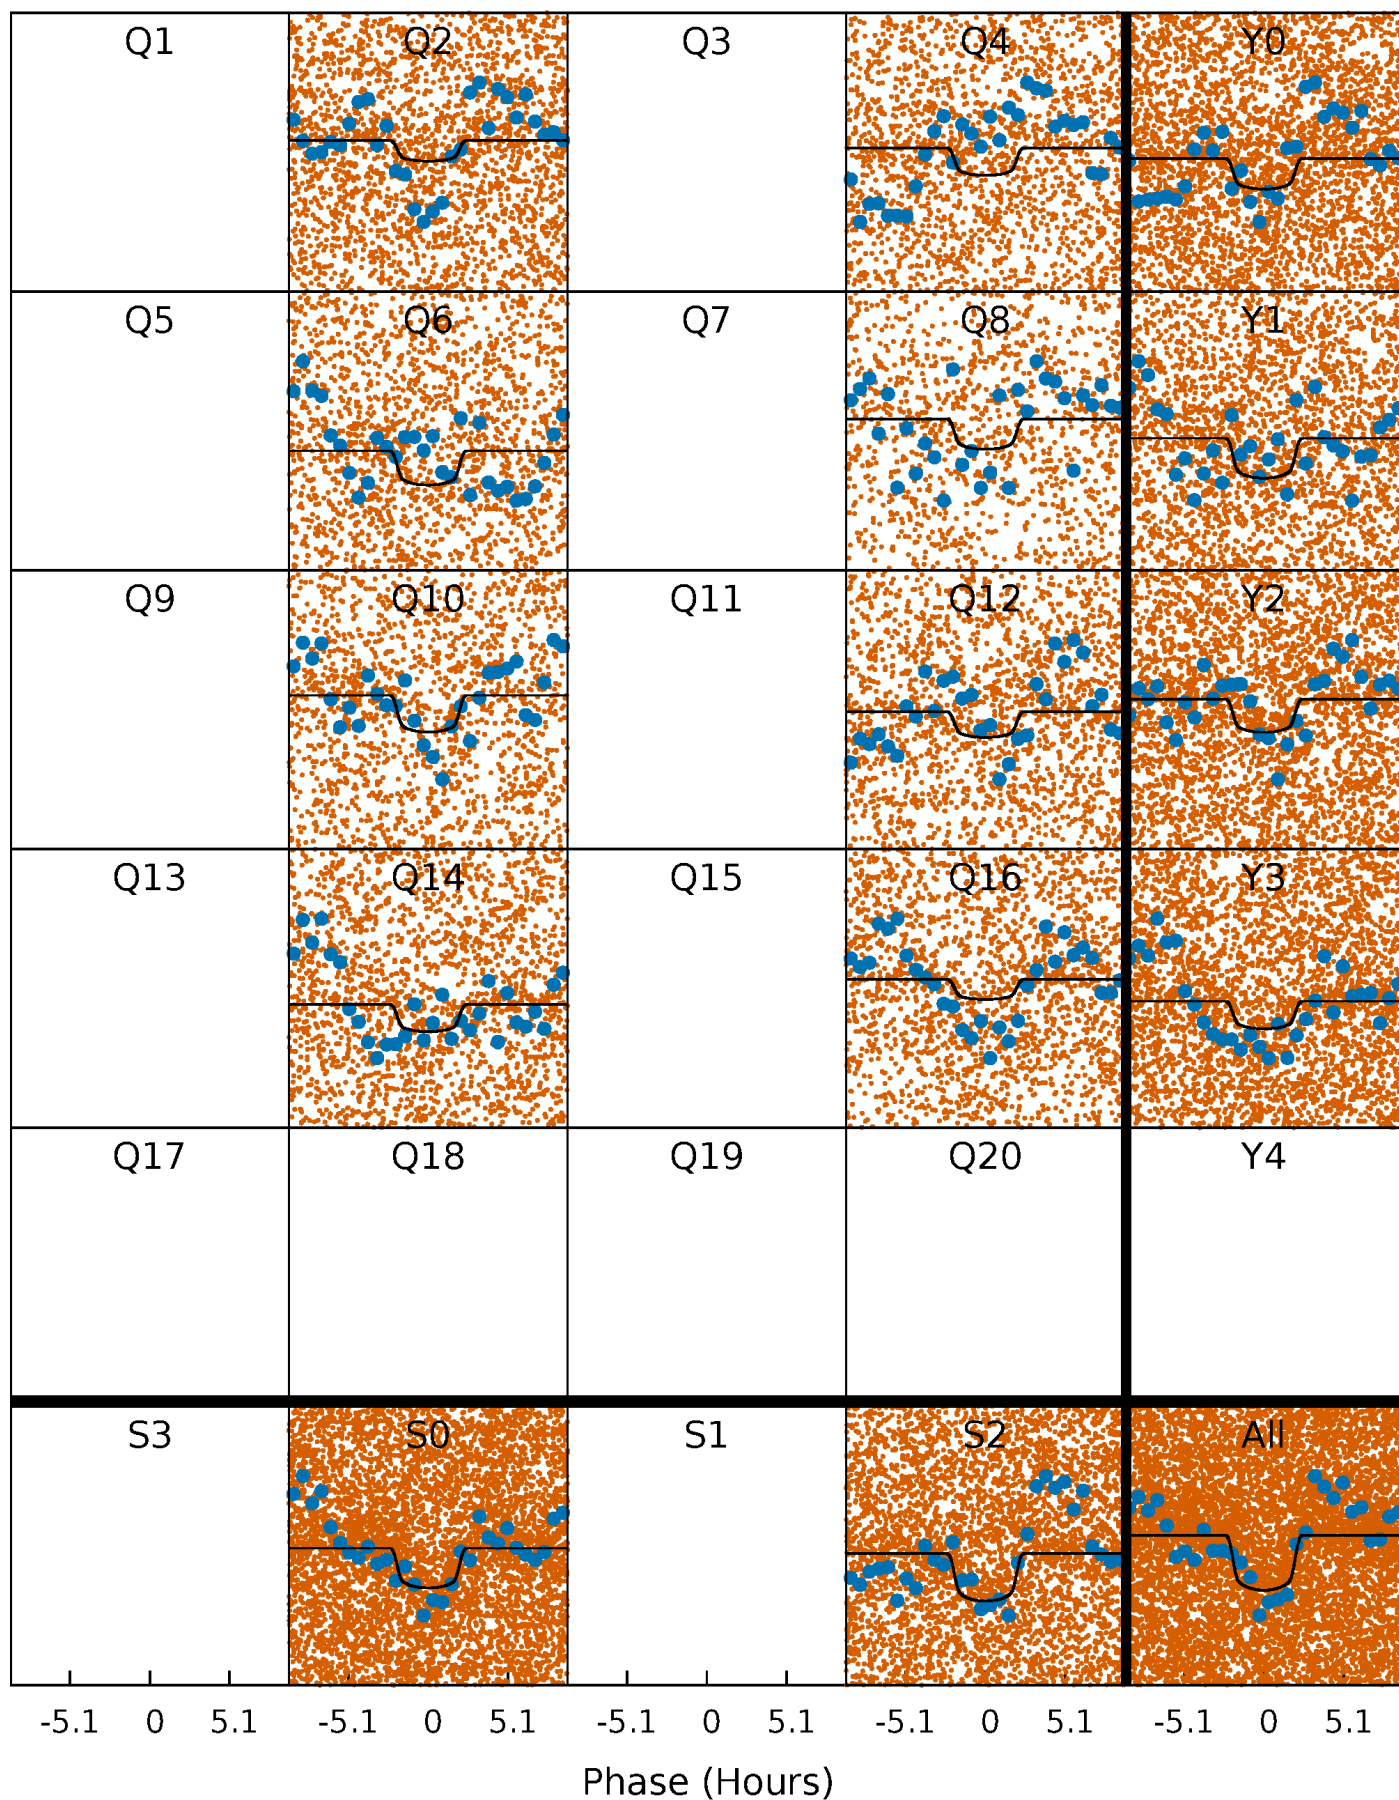 Q1 Q2 Q3 Q4 Y0
Q5 Q6 Q7 Q8 Y1
Q9 Q10 Q11 Q12 Y2
Q13 Q14 Q15 Q16 Y3
Q17 Q18 Q19 Q20 Y4
S3 S0 S1 S2 All
-5.1 0 5.1 -5.1 0 5.1 -5.1 0 5.1 -5.1 0 5.1 -5.1 0 5.1
Phase (Hours)